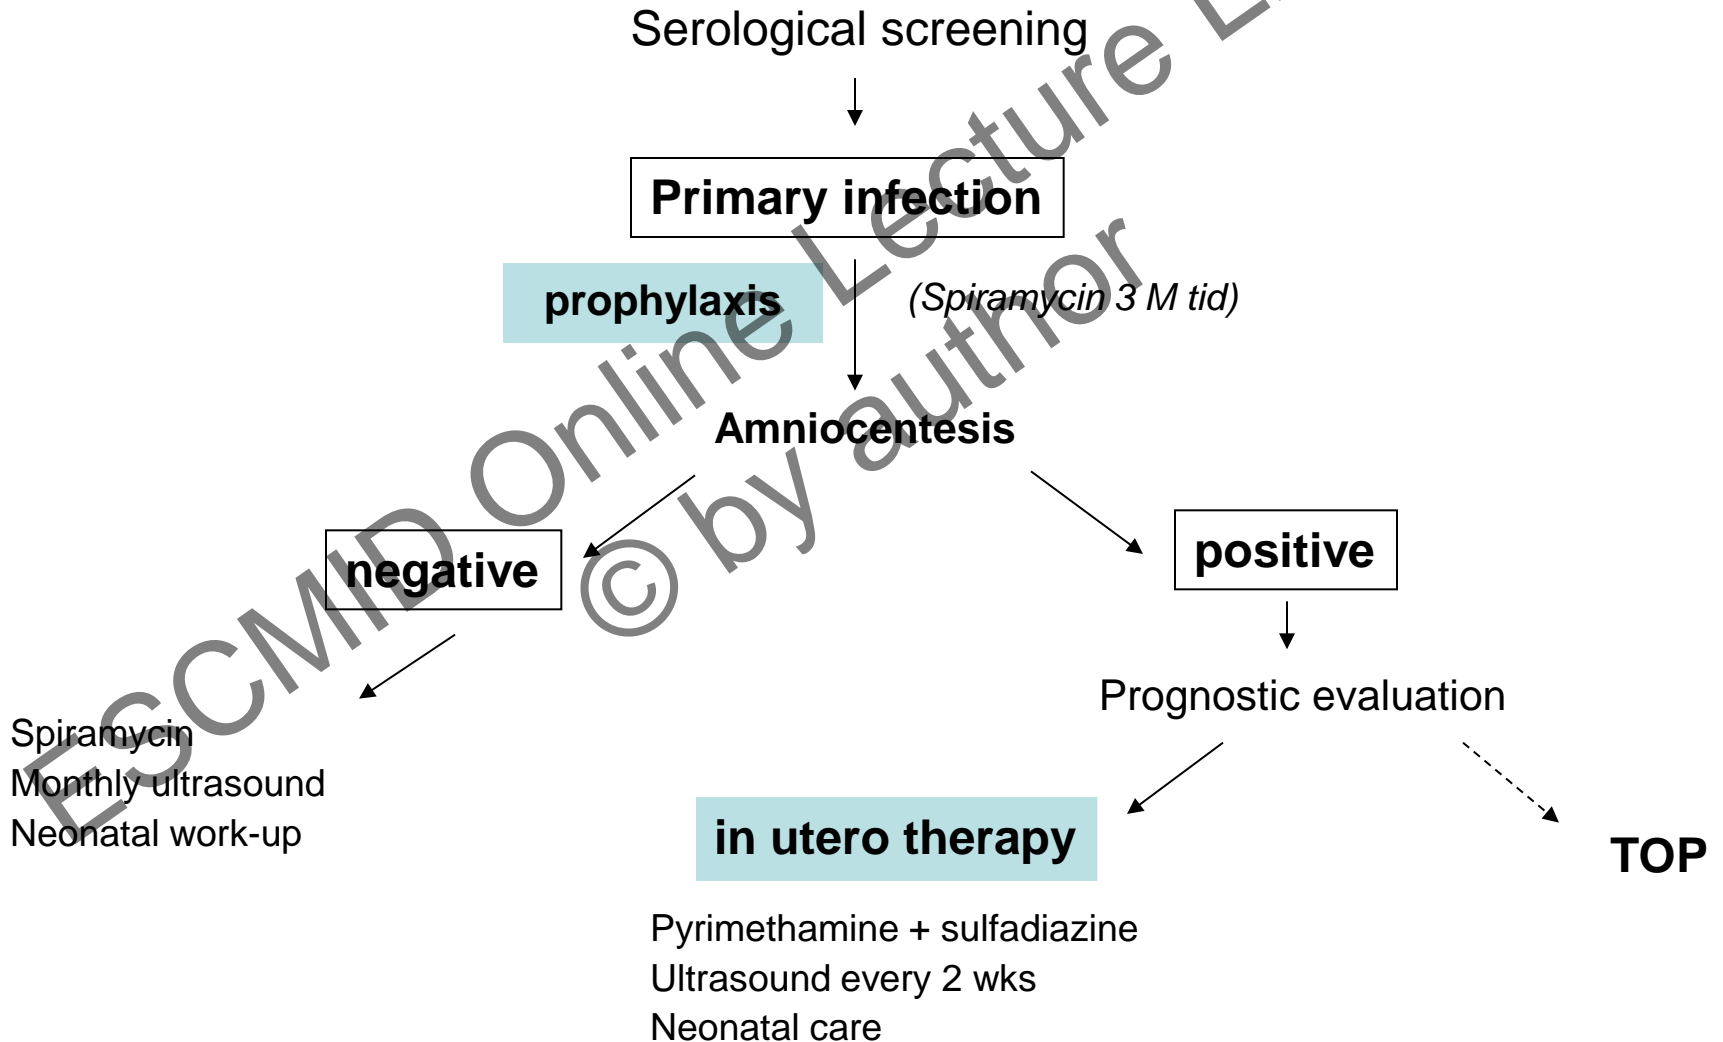 Serological screening
Primary infection
prophylaxis
(Spiramycin 3 M tid)
Amniocentesis
negative
positive
Prognostic evaluation
Spiramycin
Monthly ultrasound
Neonatal work-up
in utero therapy
TOP
Pyrimethamine + sulfadiazine
Ultrasound every 2 wks
Neonatal care
ESCMID Online Lecture
© by author